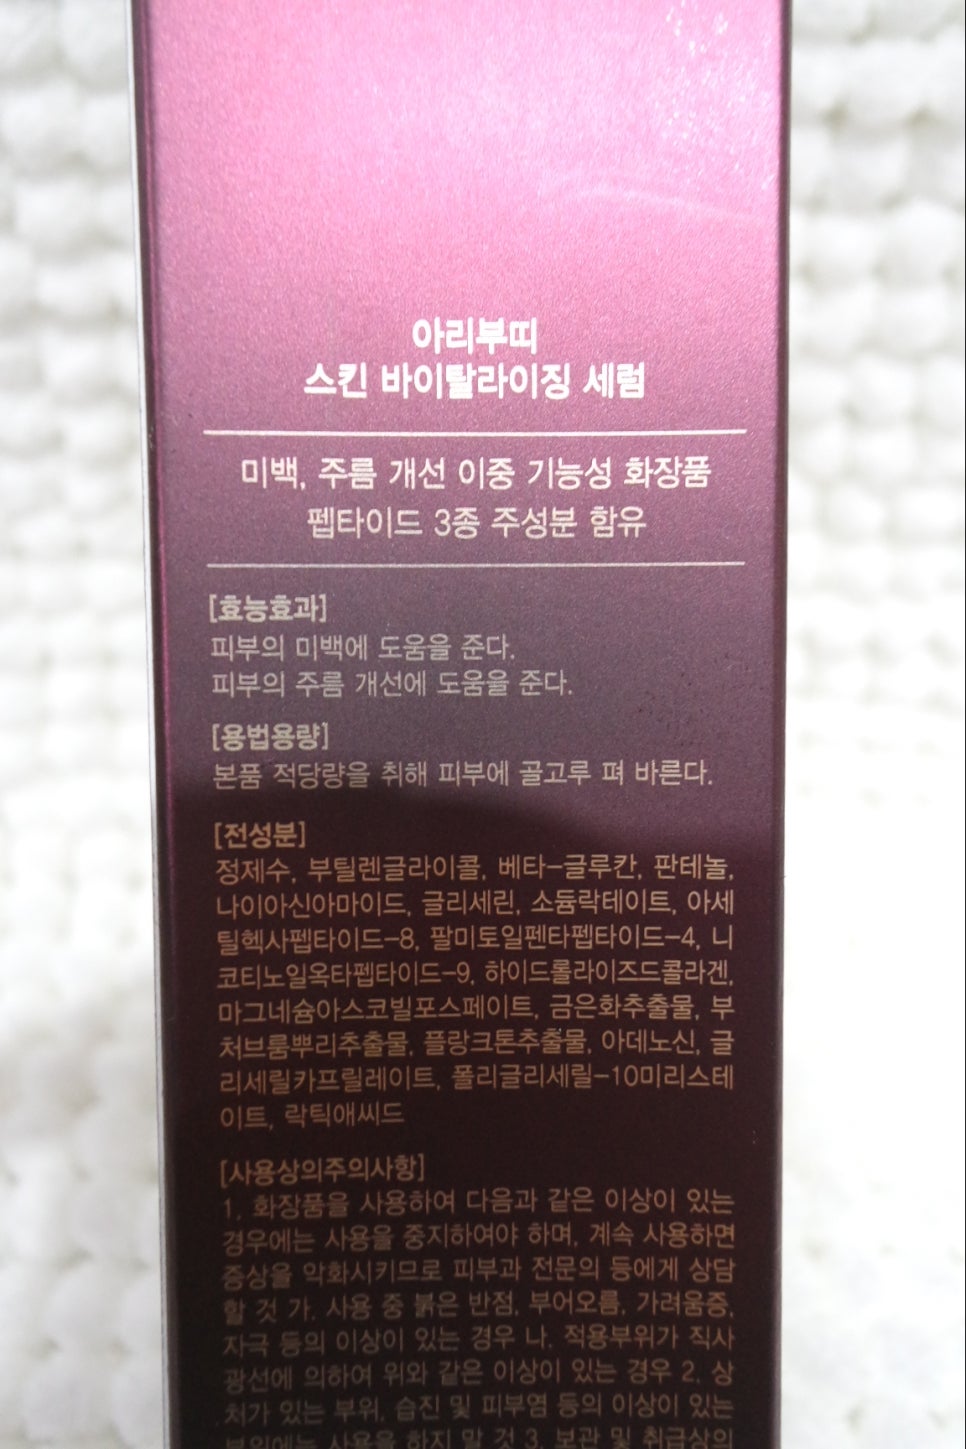 아리부띠
스킨 바이탈라이징 세럼
미백, 주름 개선 이중 기능성 화장품
펩타이드 3종 주성분 함유
[효능효과]
피부의 미백에 도움을 준다.
피부의 주름 개선에 도움을 준다.
[용법용량]
본품 적당량을 취해 피부에 골고루 펴 바른다.
[전성분]
정제수, 부틸렌글라이콜, 베타-글루칸, 판테놀,
나이아신아마이드, 글리세린, 소듐락테이트, 아세
틸헥사펩타이드-8, 팔미토일펜타펩타이드-4, 니
코티노일옥타펩타이드-9, 하이드롤라이즈드콜라겐,
마그네슘아스코빌포스페이트, 금은화추출물, 부
처브룸뿌리추출물, 플랑크톤추출물, 아데노신, 글
리세릴카프릴레이트, 폴리글리세릴-10미리스테
이트, 락틱애씨드
[사용상의주의사항]
1. 화장품을 사용하여 다음과 같은 이상이 있는
경우에는 사용을 중지하여야 하며, 계속 사용하면
증상을 악화시키므로 피부과 전문의 등에게 상담
할 것 가. 사용 중 붉은 반점, 부어오름, 가려움증,
자극 등의 이상이 있는 경우 나. 적용부위가 직사
광선에 의하여 위와 같은 이상이 있는 경우 2. 상
처가 있는 부위, 습진 및 피부염 등의 이상이 있는
부위에는 사용을 하지 말 것 3. 보관 및 취급상의